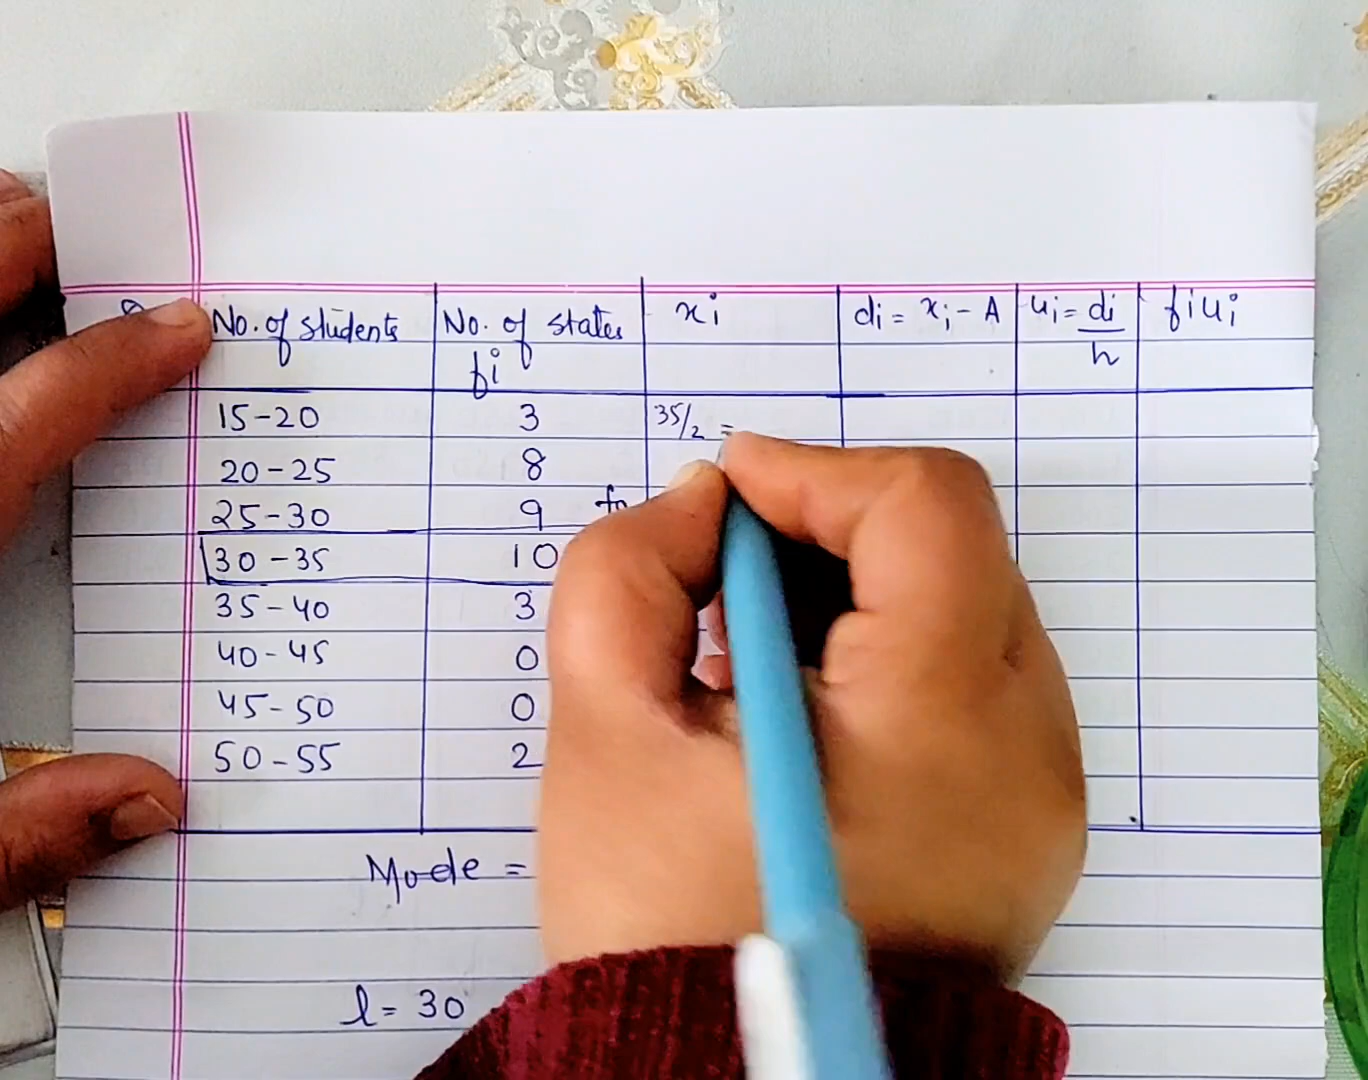 No. of students No. of states xi di = xi - A ui = di/h fiui
fi
15-20 3 35/2 =
20-25 8
25-30 9
30-35 10
35-40 3
40-45 0
45-50 0
50-55 2
Mode =
l = 30